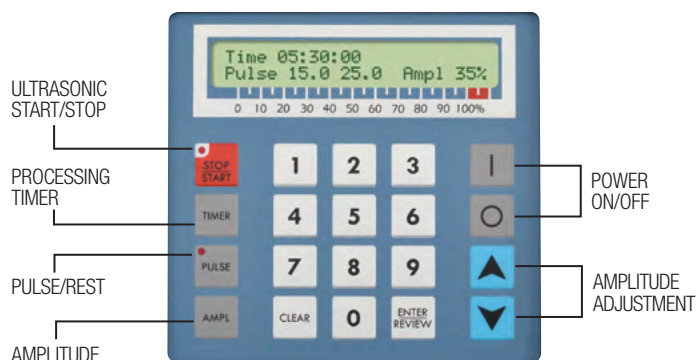 Time 05:30:00
Pulse 15.0 25.0 Ampl 35%
0 10 20 30 40 50 60 70 80 90 100%
ULTRASONIC
START/STOP
STOP
START
1 2 3
POWER
ON/OFF
PROCESSING
TIMER
TIMER
4 5 6
PULSE/REST
PULSE
7 8 9
AMPLITUDE
ADJUSTMENT
AMPLITUDE
AMPL
CLEAR
0
ENTER
REVIEW